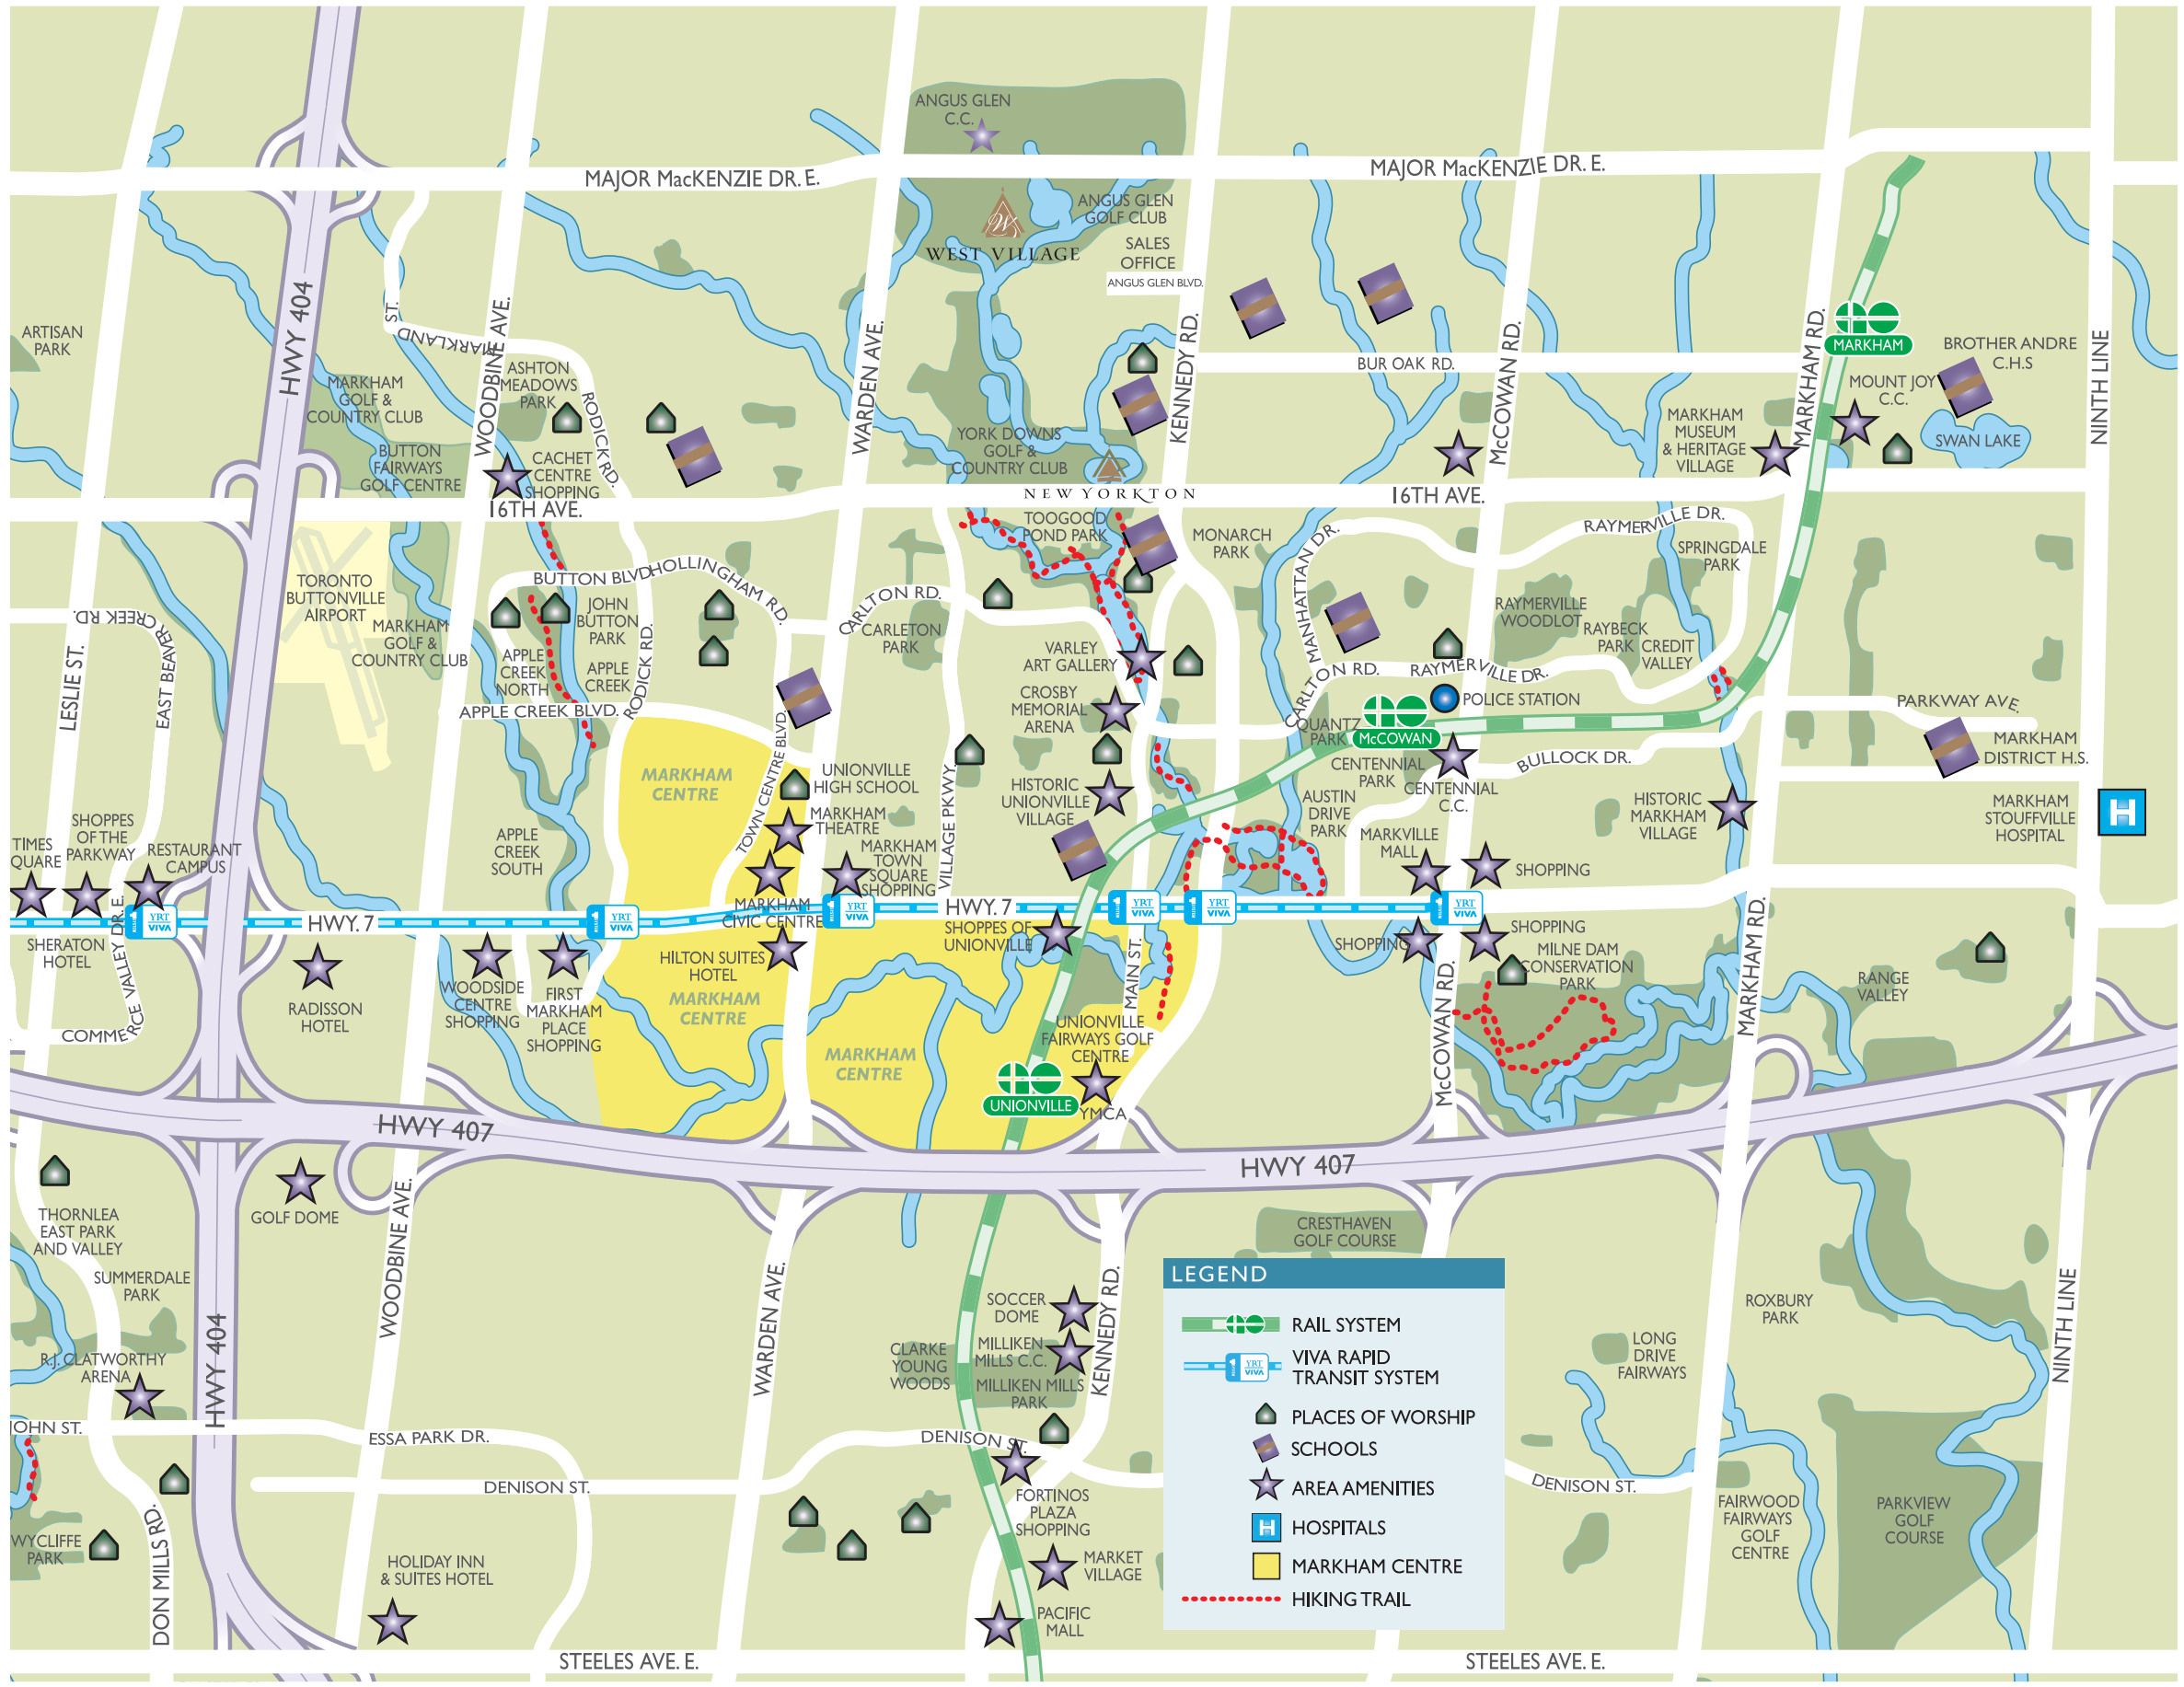 ANGUS GLEN
C.C.
MAJOR MacKENZIE DR. E.
MAJOR MacKENZIE DR. E.
W
WEST VILLAGE
ANGUS GLEN
GOLF CLUB
SALES
OFFICE
ANGUS GLEN BLVD.
HWY 404
ARTISAN
PARK
MARKLAND
ST.
WOODBINE AVE.
WARDEN AVE.
KENNEDY RD.
McCOWAN RD.
MARKHAM RD.
NINTH LINE
MARKHAM
BUR OAK RD.
BROTHER ANDRE
C.H.S
MOUNT JOY
C.C.
SWAN LAKE
MARKHAM
MUSEUM
& HERITAGE
VILLAGE
MARKHAM
GOLF &
COUNTRY CLUB
ASHTON
MEADOWS
PARK
RODICK RD.
BUTTON
FAIRWAYS
GOLF CENTRE
CACHET
CENTRE
SHOPPING
YORK DOWNS
GOLF &
COUNTRY CLUB
NEW YORKTON
16TH AVE.
16TH AVE.
TOOGOOD
POND PARK
MONARCH
PARK
MANHATTAN DR.
RAYMERVILLE DR.
SPRINGDALE
PARK
TORONTO
BUTTONVILLE
AIRPORT
BUTTON BLVD.
HOLLINGHAM RD.
JOHN
BUTTON
PARK
CARLTON RD.
CARLETON
PARK
MARKHAM
GOLF &
COUNTRY CLUB
CREEK RD.
EAST BEAVER
LESLIE ST.
APPLE
CREEK
NORTH
APPLE
CREEK
RODICK RD.
APPLE CREEK BLVD.
VARLEY
ART GALLERY
CROSBY
MEMORIAL
ARENA
RAYMERVILLE
WOODLOT
RAYBECK
PARK
CREDIT
VALLEY
CARLTON RD.
RAYMERVILLE DR.
POLICE STATION
QUANTZ
PARK
McCOWAN
PARKWAY AVE.
MARKHAM
DISTRICT H.S.
BULLOCK DR.
CENTENNIAL
PARK
CENTENNIAL
C.C.
MARKHAM
CENTRE
TOWN CENTRE BLVD.
UNIONVILLE
HIGH SCHOOL
MARKHAM
THEATRE
VILLAGE PKWY.
HISTORIC
UNIONVILLE
VILLAGE
AUSTIN
DRIVE
PARK
MARKVILLE
MALL
HISTORIC
MARKHAM
VILLAGE
MARKHAM
STOUFFVILLE
HOSPITAL
H
TIMES
QUARE
SHOPPES
OF THE
PARKWAY
RESTAURANT
CAMPUS
APPLE
CREEK
SOUTH
MARKHAM
TOWN
SQUARE
SHOPPING
SHOPPING
HWY. 7
HWY. 7
YRT
VIVA
YRT
VIVA
YRT
VIVA
YRT
VIVA
YRT
VIVA
YRT
VIVA
MARKHAM
CIVIC CENTRE
SHOPPES OF
UNIONVILLE
SHOPPING
SHOPPING
SHERATON
HOTEL
COMMERCE VALLEY DR. E.
RADISSON
HOTEL
WOODSIDE
CENTRE
SHOPPING
FIRST
MARKHAM
PLACE
SHOPPING
HILTON SUITES
HOTEL
MARKHAM
CENTRE
MARKHAM
CENTRE
MAIN ST.
UNIONVILLE
FAIRWAYS GOLF
CENTRE
UNIONVILLE
YMCA
McCOWAN RD.
MILNE DAM
CONSERVATION
PARK
MARKHAM RD.
RANGE
VALLEY
HWY 407
HWY 407
GOLF DOME
WOODBINE AVE.
THORNLEA
EAST PARK
AND VALLEY
SUMMERDALE
PARK
HWY 404
R.J. CLATWORTHY
ARENA
JOHN ST.
ESSA PARK DR.
DENISON ST.
WARDEN AVE.
CLARKE
YOUNG
WOODS
SOCCER
DOME
MILLIKEN
MILLS C.C.
MILLIKEN MILLS
PARK
KENNEDY RD.
DENISON ST.
FORTINOS
PLAZA
SHOPPING
MARKET
VILLAGE
PACIFIC
MALL
WYCLIFFE
PARK
DON MILLS RD.
HOLIDAY INN
& SUITES HOTEL
STEELES AVE. E.
STEELES AVE. E.
CRESTHAVEN
GOLF COURSE
LEGEND
RAIL SYSTEM
YRT
VIVA
VIVA RAPID
TRANSIT SYSTEM
PLACES OF WORSHIP
SCHOOLS
AREA AMENITIES
H
HOSPITALS
MARKHAM CENTRE
HIKING TRAIL
ROXBURY
PARK
LONG
DRIVE
FAIRWAYS
NINTH LINE
DENISON ST.
FAIRWOOD
FAIRWAYS
GOLF
CENTRE
PARKVIEW
GOLF
COURSE